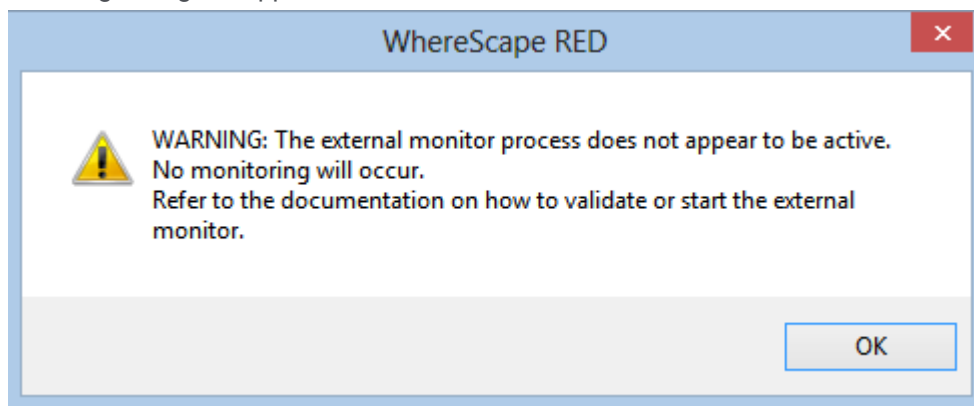 WhereScape RED
WARNING: The external monitor process does not appear to be active.
No monitoring will occur.
Refer to the documentation on how to validate or start the external
monitor.
OK